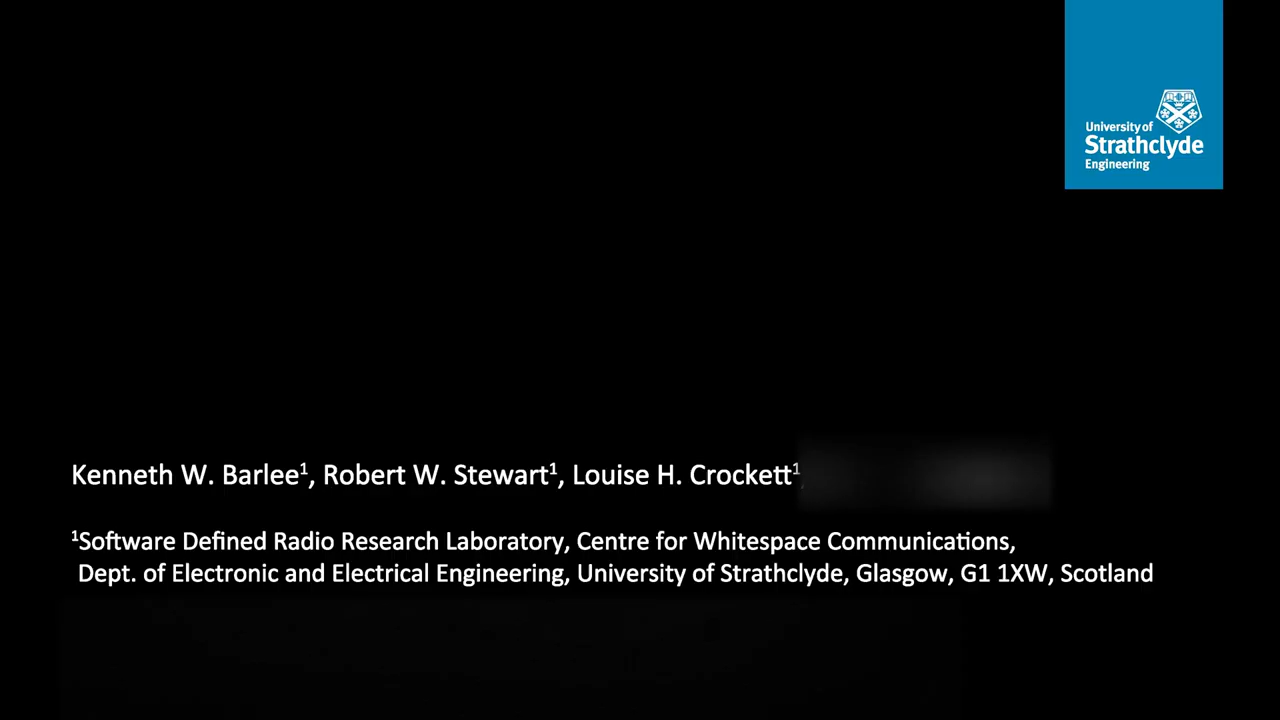 University of
Strathclyde
Engineering
Kenneth W. Barlee¹, Robert W. Stewart¹, Louise H. Crockett¹
¹Software Defined Radio Research Laboratory, Centre for Whitespace Communications,
Dept. of Electronic and Electrical Engineering, University of Strathclyde, Glasgow, G1 1XW, Scotland